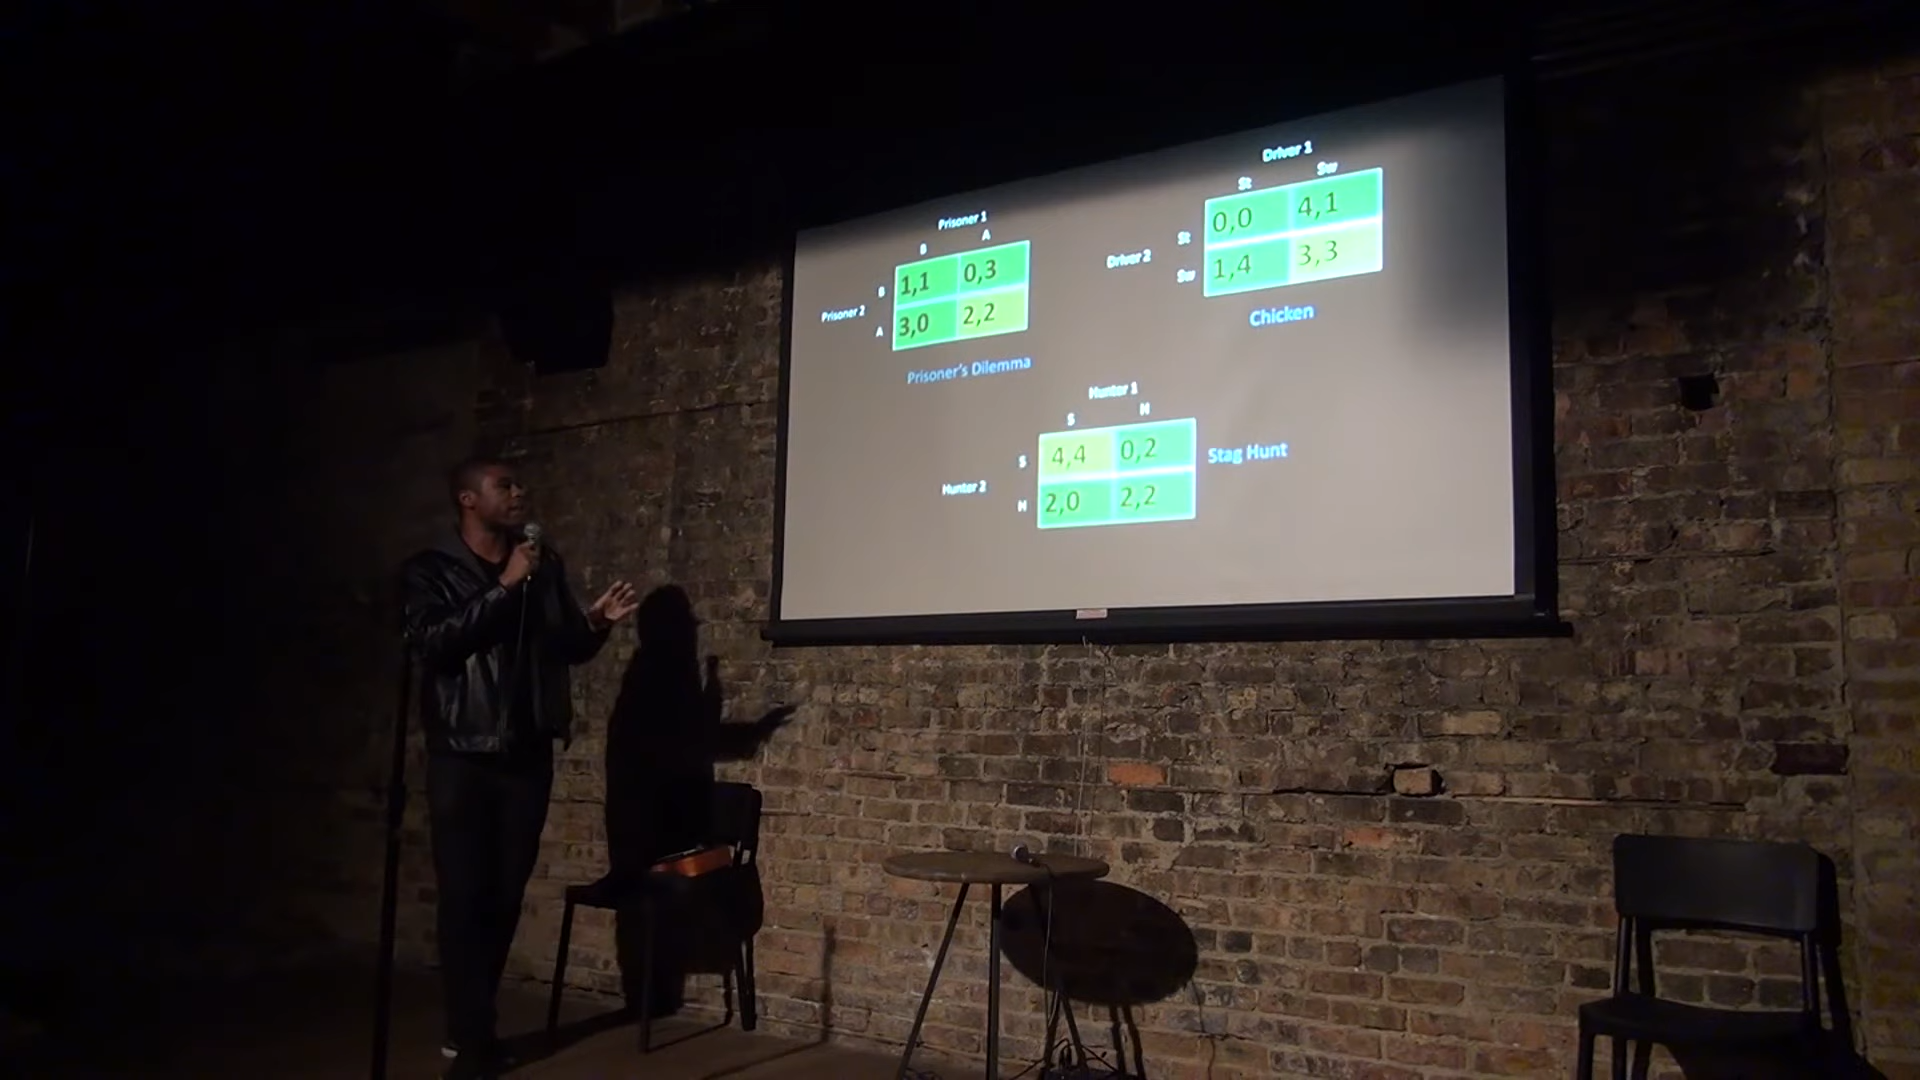 Prisoner 1
B A
B 1,1 0,3
Prisoner 2
A 3,0 2,2
Prisoner's Dilemma
Driver 1
St Sw
St 0,0 4,1
Driver 2
Sw 1,4 3,3
Chicken
Hunter 1
S H
S 4,4 0,2
Stag Hunt
Hunter 2
H 2,0 2,2